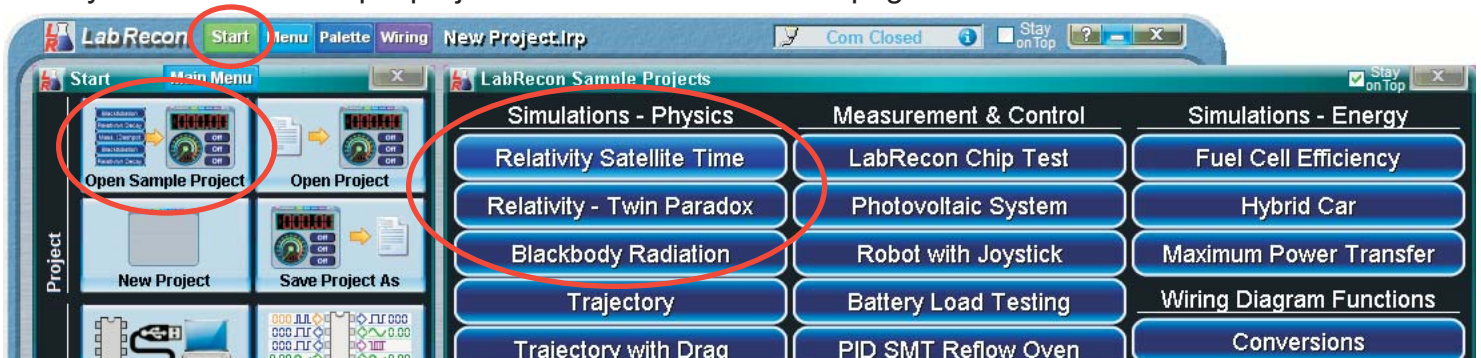 LabRecon Start Menu Palette Wiring New Project.lrp Com Closed Stay on Top ? X
Start Main Menu X
Open Sample Project Open Project
New Project Save Project As
Project
LabRecon Sample Projects Stay on Top X
Simulations - Physics Measurement & Control Simulations - Energy
Relativity Satellite Time LabRecon Chip Test Fuel Cell Efficiency
Relativity - Twin Paradox Photovoltaic System Hybrid Car
Blackbody Radiation Robot with Joystick Maximum Power Transfer
Trajectory Battery Load Testing Wiring Diagram Functions
Trajectory with Drag PID SMT Reflow Oven Conversions